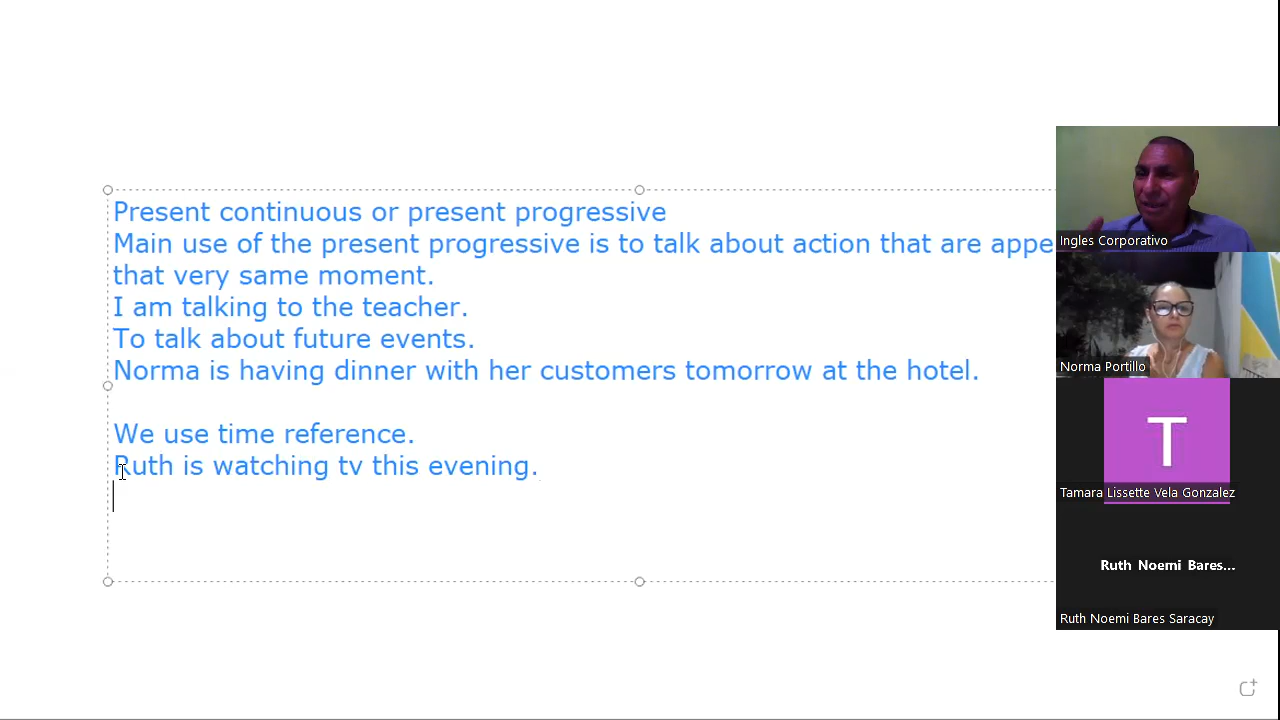 Present continuous or present progressive
Main use of the present progressive is to talk about action that are appe
that very same moment.
I am talking to the teacher.
To talk about future events.
Norma is having dinner with her customers tomorrow at the hotel.
We use time reference.
Ruth is watching tv this evening.
Ingles Corporativo
Norma Portillo
T
Tamara Lissette Vela Gonzalez
Ruth Noemi Bares...
Ruth Noemi Bares Saracay